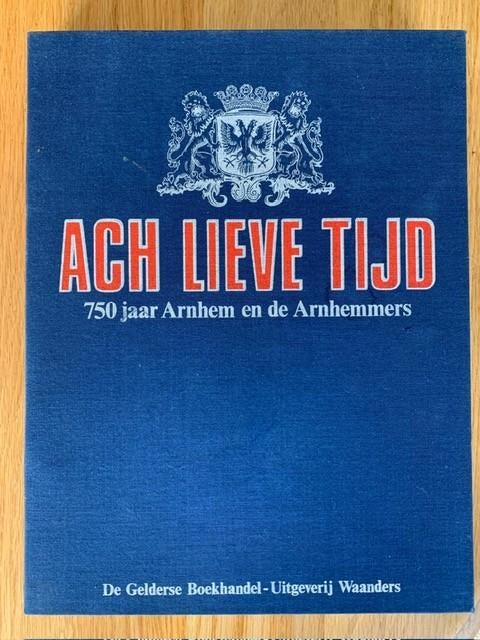 ACH LIEVE TIJD
750 jaar Arnhem en de Arnhemmers
De Gelderse Boekhandel-Uitgeverij Waanders